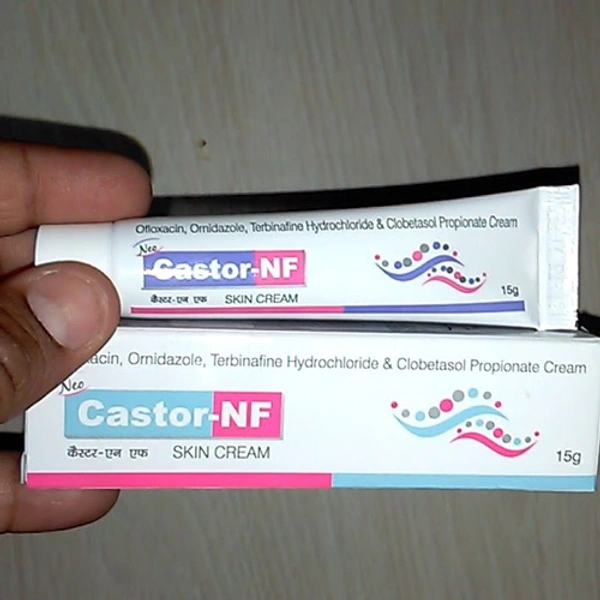 Ofloxacin, Ornidazole, Terbinafine Hydrochloride & Clobetasol Propionate Cream
Neo
Castor-NF
कैस्टर-एन एफ SKIN CREAM
15g
Ornidazole, Terbinafine Hydrochloride & Clobetasol Propionate Cream
Neo
Castor-NF
कैस्टर-एन एफ SKIN CREAM
15g